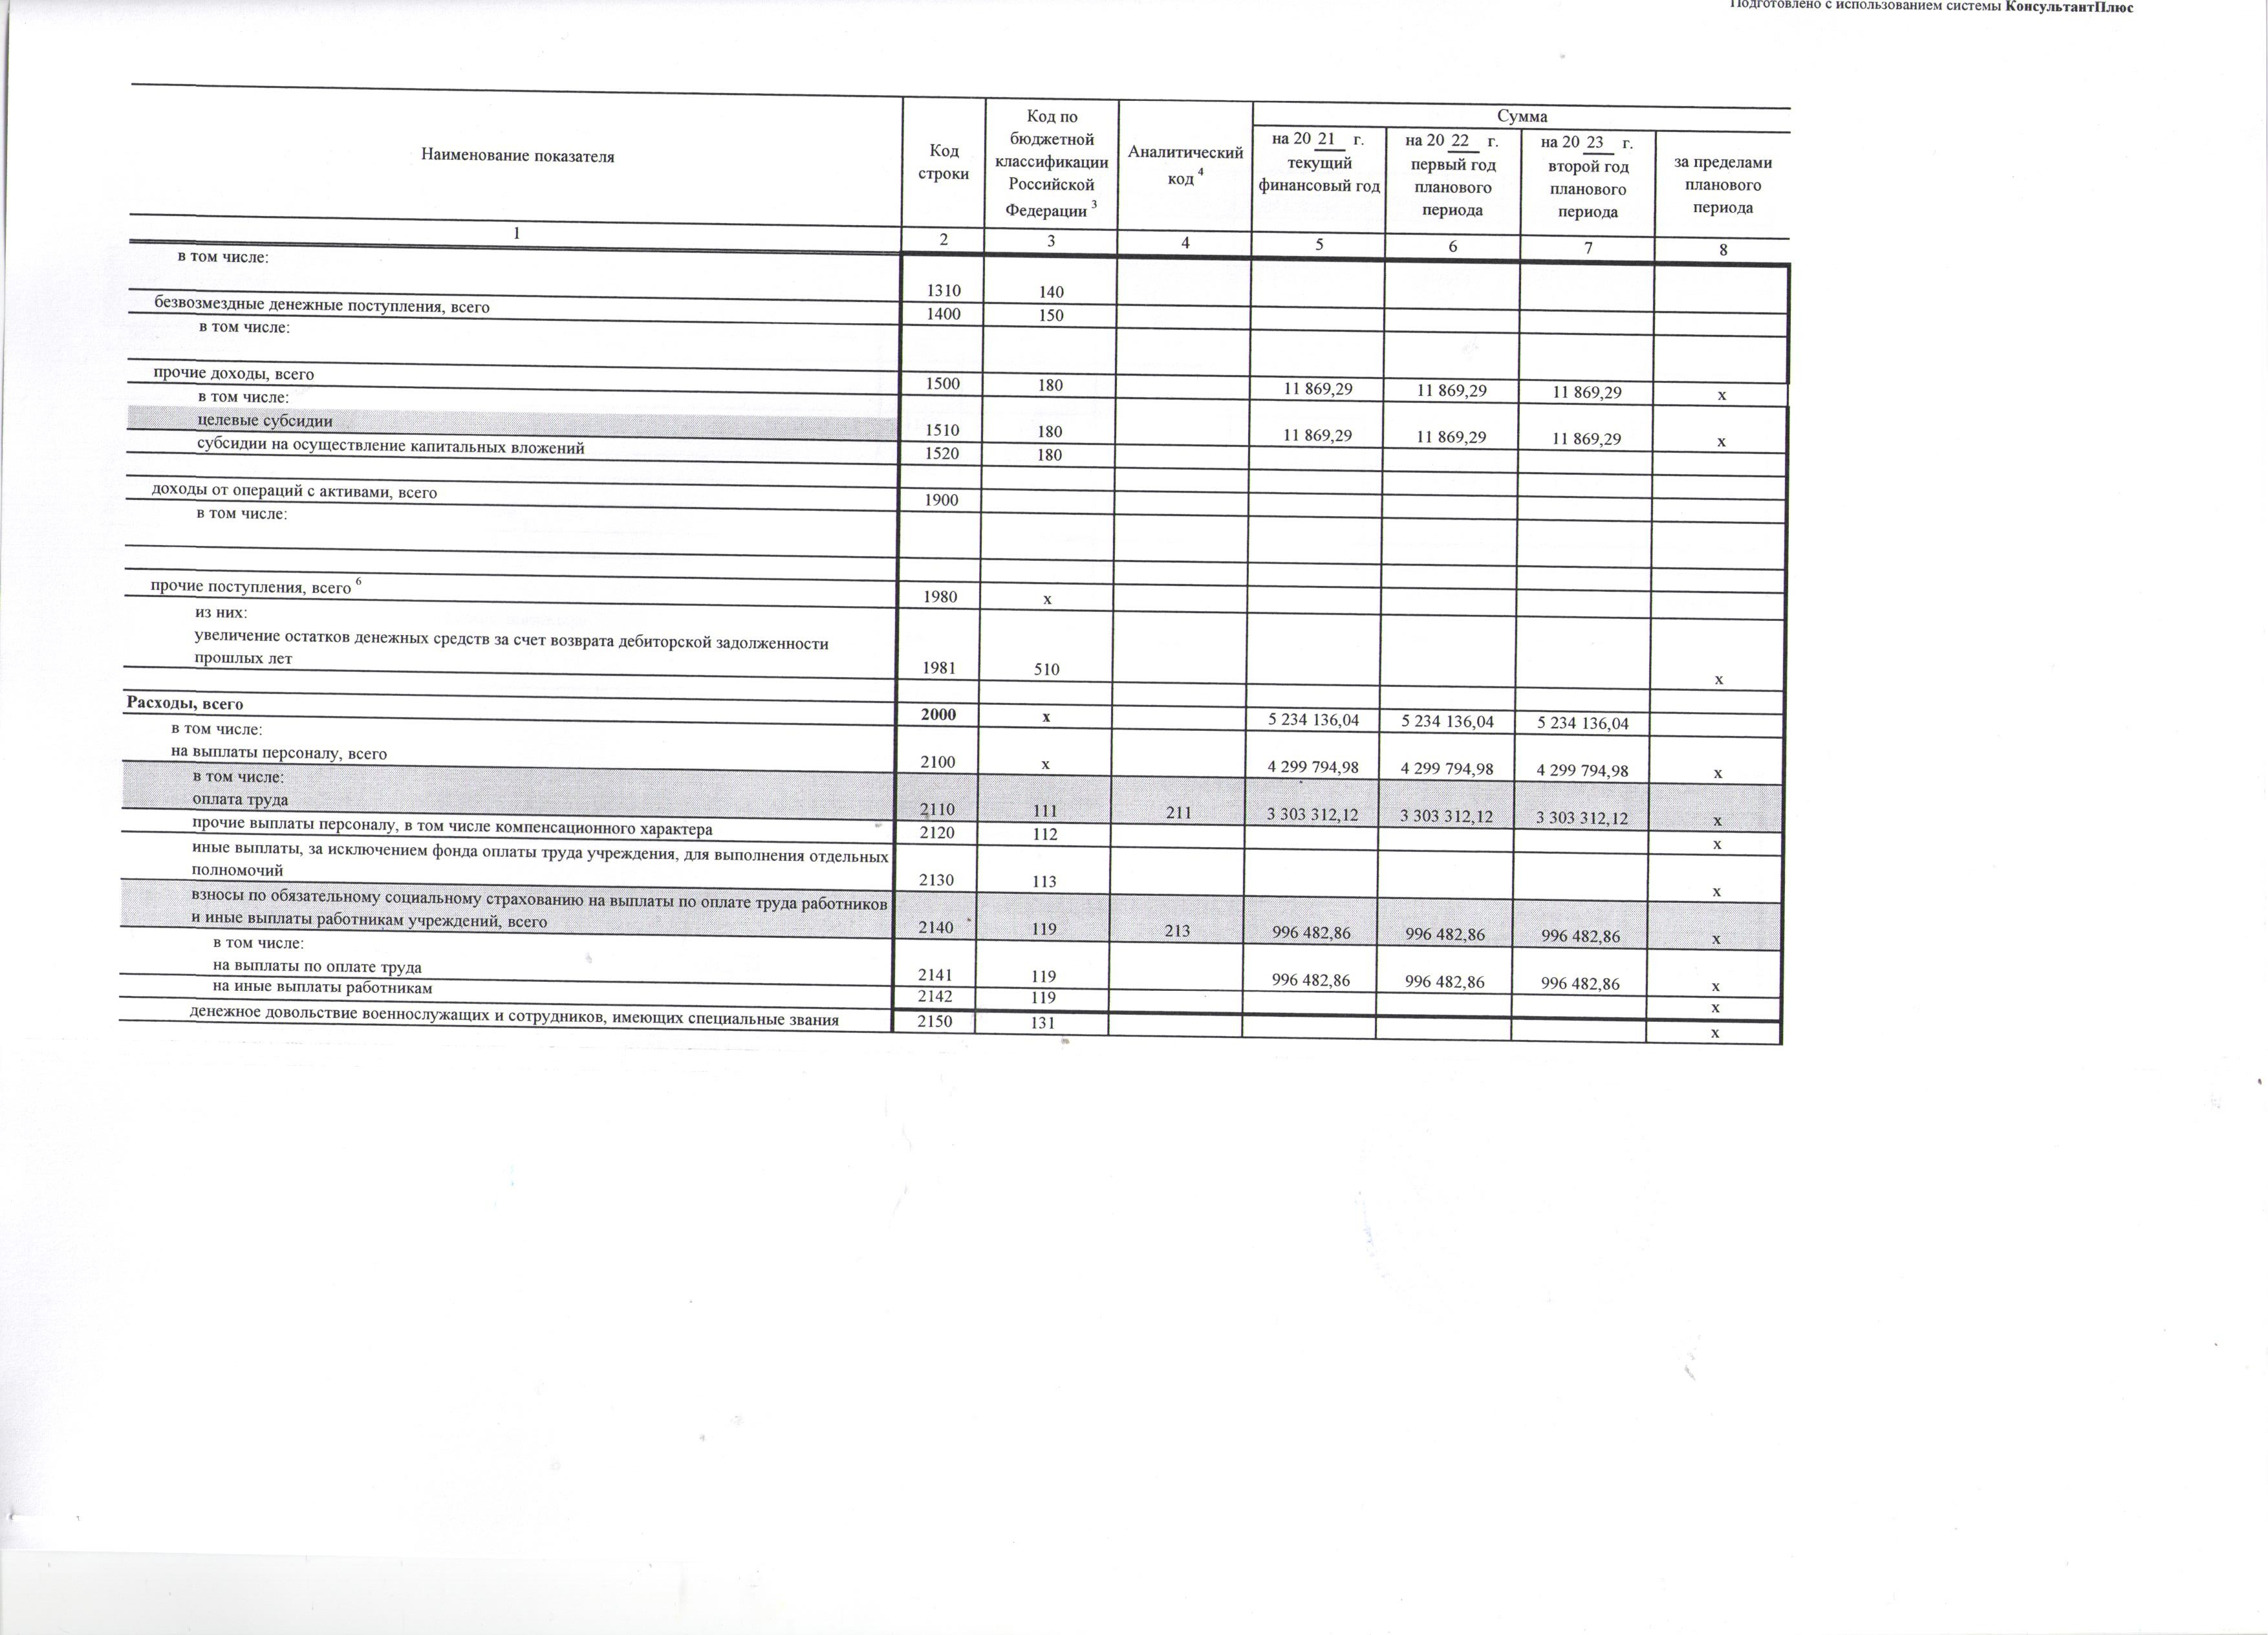 Подготовлено с использованием системы КонсультантПлюс
Наименование показателя
Код строки
Код по бюджетной классификации Российской Федерации 3
Аналитический код 4
Сумма
на 20 21 г. текущий финансовый год
на 20 22 г. первый год планового периода
на 20 23 г. второй год планового периода
за пределами планового периода
1 2 3 4 5 6 7 8
в том числе:
1310 140
безвозмездные денежные поступления, всего 1400 150
в том числе:
прочие доходы, всего 1500 180 11 869,29 11 869,29 11 869,29 х
в том числе:
целевые субсидии 1510 180 11 869,29 11 869,29 11 869,29 х
субсидии на осуществление капитальных вложений 1520 180
доходы от операций с активами, всего 1900
в том числе:
прочие поступления, всего 6 1980 х
из них:
увеличение остатков денежных средств за счет возврата дебиторской задолженности
прошлых лет 1981 510 х
Расходы, всего 2000 х 5 234 136,04 5 234 136,04 5 234 136,04
в том числе:
на выплаты персоналу, всего 2100 х 4 299 794,98 4 299 794,98 4 299 794,98 х
в том числе:
оплата труда 2110 111 211 3 303 312,12 3 303 312,12 3 303 312,12 х
прочие выплаты персоналу, в том числе компенсационного характера 2120 112 х
иные выплаты, за исключением фонда оплаты труда учреждения, для выполнения отдельных
полномочий 2130 113 х
взносы по обязательному социальному страхованию на выплаты по оплате труда работников
и иные выплаты работникам учреждений, всего 2140 119 213 996 482,86 996 482,86 996 482,86 х
в том числе:
на выплаты по оплате труда 2141 119 996 482,86 996 482,86 996 482,86 х
на иные выплаты работникам 2142 119 х
денежное довольствие военнослужащих и сотрудников, имеющих специальные звания 2150 131 х